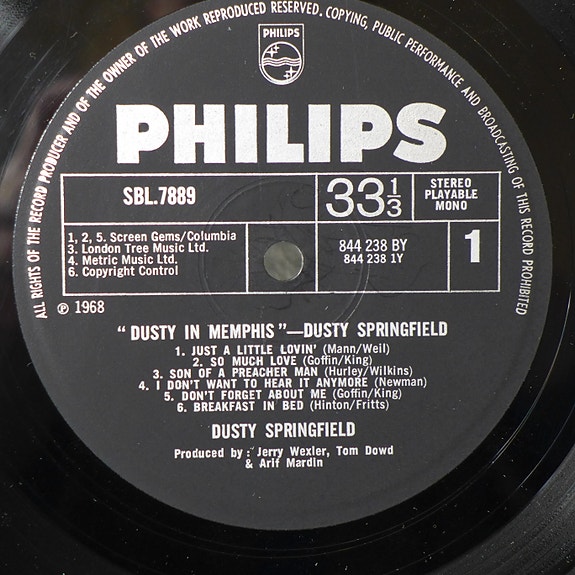 ALL RIGHTS OF THE RECORD PRODUCER AND OF THE OWNER OF THE WORK REPRODUCED RESERVED. COPYING, PUBLIC PERFORMANCE AND BROADCASTING OF THIS RECORD PROHIBITED
PHILIPS
PHILIPS
SBL.7889
33⅓
STEREO
PLAYABLE
MONO
1, 2, 5. Screen Gems/Columbia
3. London Tree Music Ltd.
4. Metric Music Ltd.
6. Copyright Control
844 238 BY
844 238 1Y
1
℗ 1968
"DUSTY IN MEMPHIS"—DUSTY SPRINGFIELD
1. JUST A LITTLE LOVIN' (Mann/Weil)
2. SO MUCH LOVE (Goffin/King)
3. SON OF A PREACHER MAN (Hurley/Wilkins)
4. I DON'T WANT TO HEAR IT ANYMORE (Newman)
5. DON'T FORGET ABOUT ME (Goffin/King)
6. BREAKFAST IN BED (Hinton/Fritts)
DUSTY SPRINGFIELD
Produced by: Jerry Wexler, Tom Dowd
& Arif Mardin